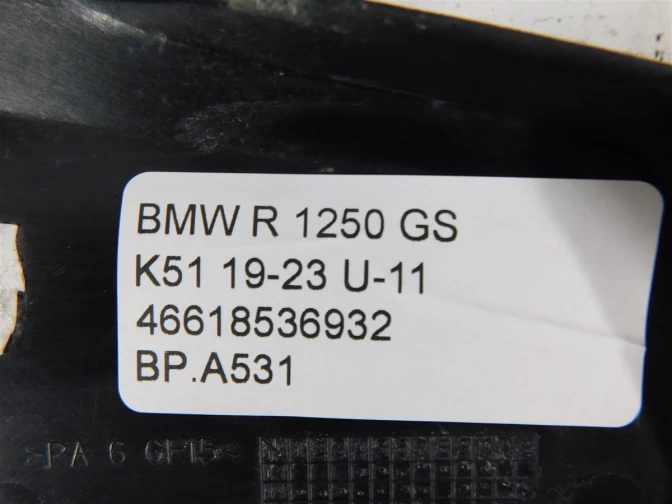 BMW R 1250 GS
K51 19-23 U-11
46618536932
BP.A531
>PA 6 GF15<